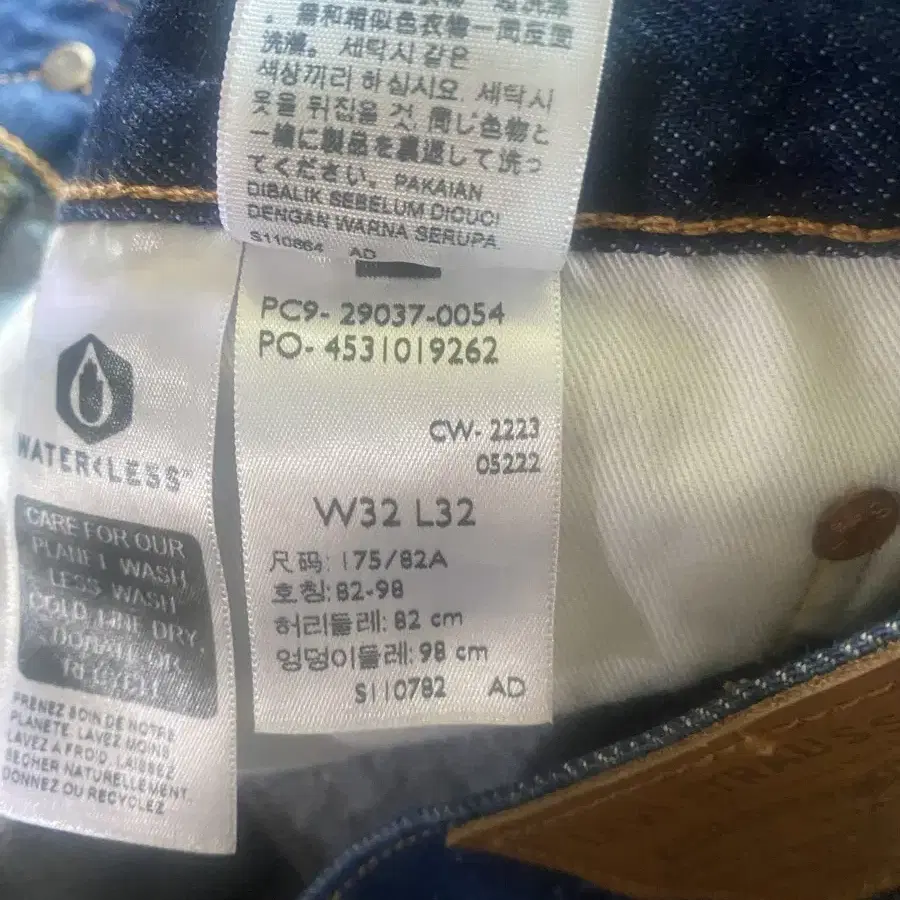 需和相似色衣物一同反面
洗滌。세탁시 같은
색상끼리 하십시오. 세탁시
옷을 뒤집을 것. 同じ色物と
一緒に製品を裏返して洗っ
てください。PAKAIAN
DIBALIK SEBELUM DICUCI
DENGAN WARNA SERUPA
S110864 AD
PC9- 29037-0054
PO- 4531019262
CW- 2223
05222
W32 L32
尺码: 175/82A
호칭: 82-98
허리둘레: 82 cm
엉덩이둘레: 98 cm
S110782 AD
WATER<LESS™
CARE FOR OUR
PLANET WASH
LESS WASH
COLD, LINE DRY,
DONATE OR
RECYCLE
PRENEZ SOIN DE NOTRE
PLANÈTE. LAVEZ MOINS
LAVEZ A FROID. LAISSEZ
SECHER NATURELLEMENT.
DONNEZ OU RECYCLEZ
STRAUSS